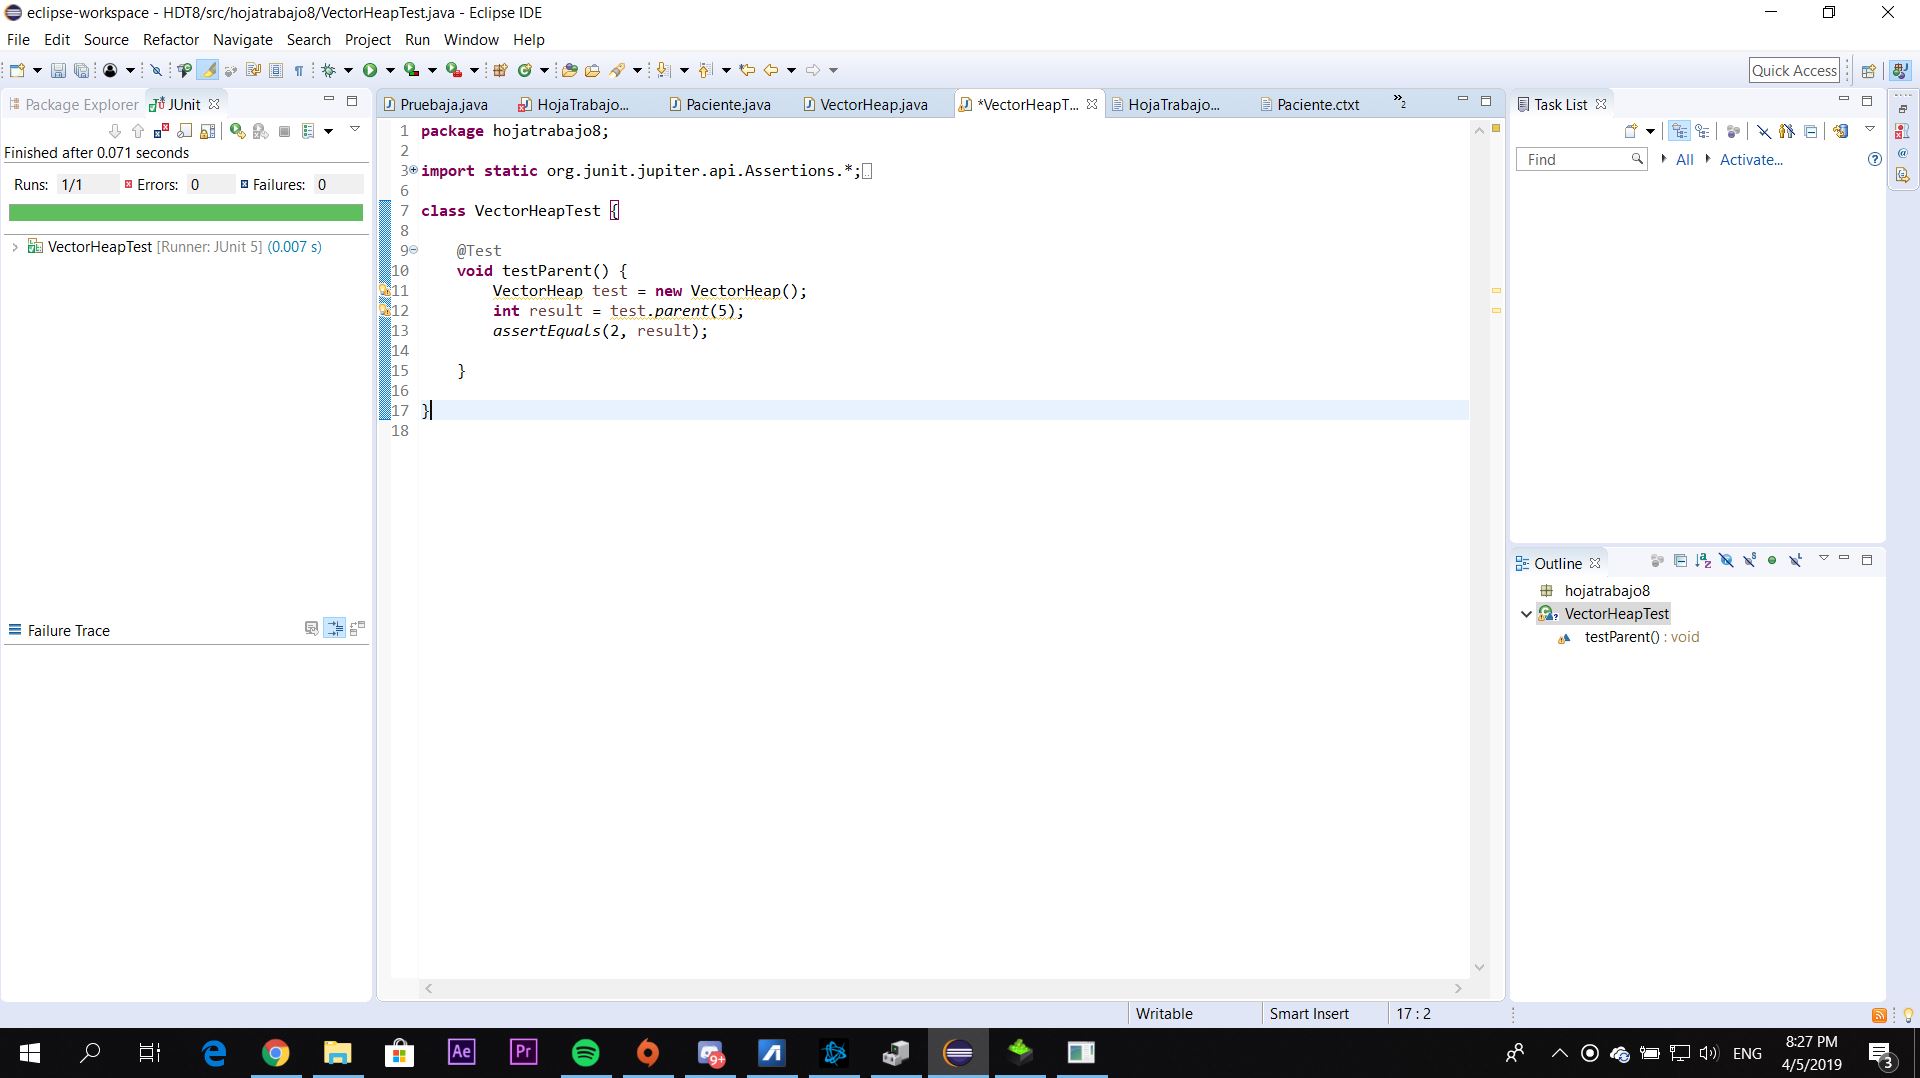 eclipse-workspace - HDT8/src/hojatrabajo8/VectorHeapTest.java - Eclipse IDE
File Edit Source Refactor Navigate Search Project Run Window Help
Quick Access
Package Explorer JUnit
Finished after 0.071 seconds
Runs: 1/1 Errors: 0 Failures: 0
VectorHeapTest [Runner: JUnit 5] (0.007 s)
Failure Trace
Pruebaja.java HojaTrabajo... Paciente.java VectorHeap.java *VectorHeapT... HojaTrabajo... Paciente.ctxt »2
1 package hojatrabajo8;
2
3 import static org.junit.jupiter.api.Assertions.*;
6
7 class VectorHeapTest {
8
9 @Test
10 void testParent() {
11 VectorHeap test = new VectorHeap();
12 int result = test.parent(5);
13 assertEquals(2, result);
14
15 }
16
17 }
18
Task List
Find All Activate...
Outline
hojatrabajo8
VectorHeapTest
testParent() : void
Writable Smart Insert 17 : 2
Ae Pr 9+ ENG
8:27 PM
4/5/2019
3